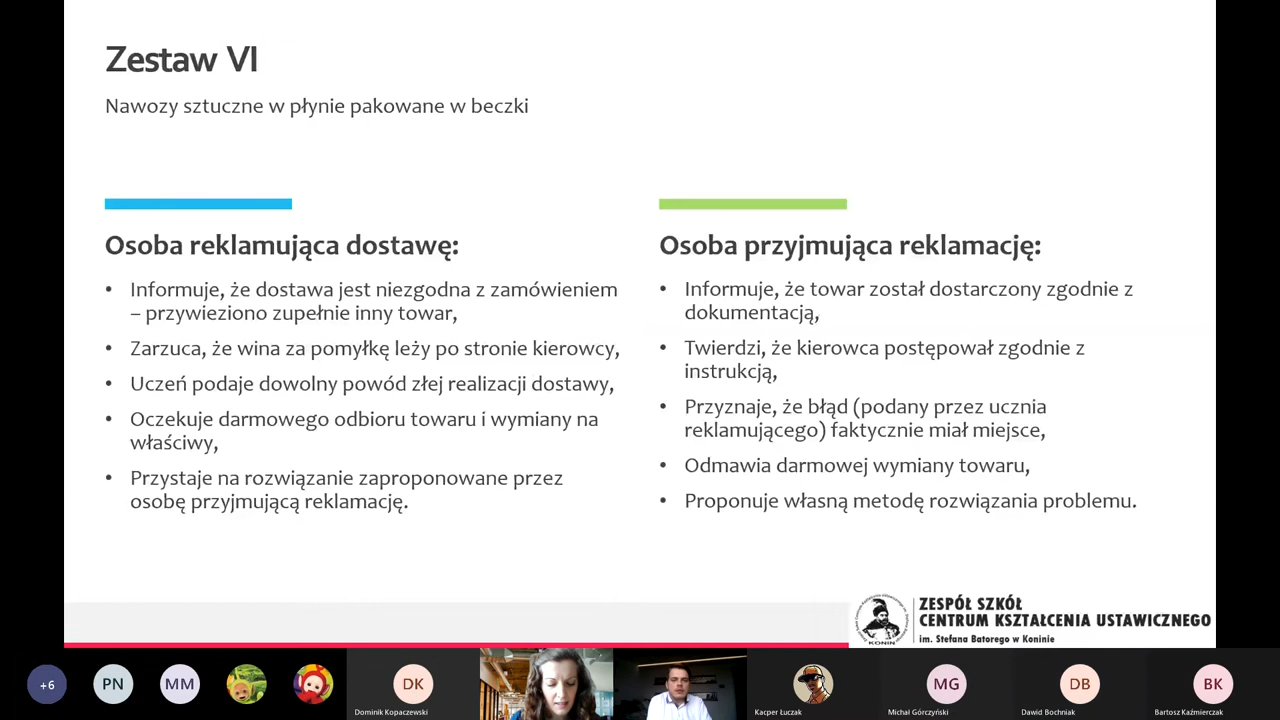 Zestaw VI
Nawozy sztuczne w płynie pakowane w beczki
Osoba reklamująca dostawę:
• Informuje, że dostawa jest niezgodna z zamówieniem
– przywieziono zupełnie inny towar,
• Zarzuca, że wina za pomyłkę leży po stronie kierowcy,
• Uczeń podaje dowolny powód złej realizacji dostawy,
• Oczekuje darmowego odbioru towaru i wymiany na
właściwy,
• Przystaje na rozwiązanie zaproponowane przez
osobę przyjmującą reklamację.
Osoba przyjmująca reklamację:
• Informuje, że towar został dostarczony zgodnie z
dokumentacją,
• Twierdzi, że kierowca postępował zgodnie z
instrukcją,
• Przyznaje, że błąd (podany przez ucznia
reklamującego) faktycznie miał miejsce,
• Odmawia darmowej wymiany towaru,
• Proponuje własną metodę rozwiązania problemu.
KONIN
ZESPÓŁ SZKÓŁ
CENTRUM KSZTAŁCENIA USTAWICZNEGO
im. Stefana Batorego w Koninie
+6
PN
MM
DK
Dominik Kopaczewski
Kacper Łuczak
MG
Michał Górczyński
DB
Dawid Bochniak
BK
Bartosz Kaźmierczak